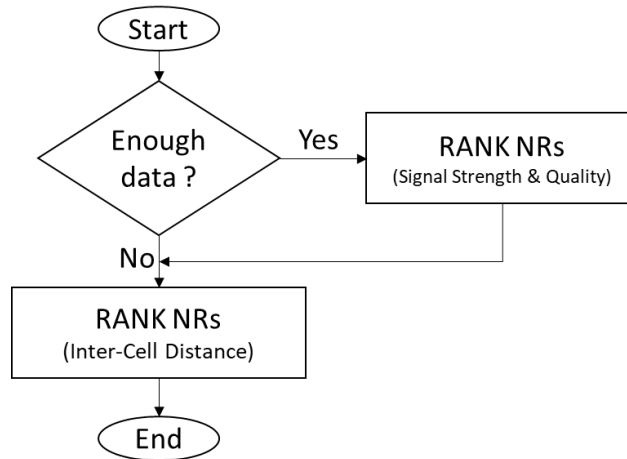 Start
Enough
data ?
Yes
RANK NRs
(Signal Strength & Quality)
No
RANK NRs
(Inter-Cell Distance)
End